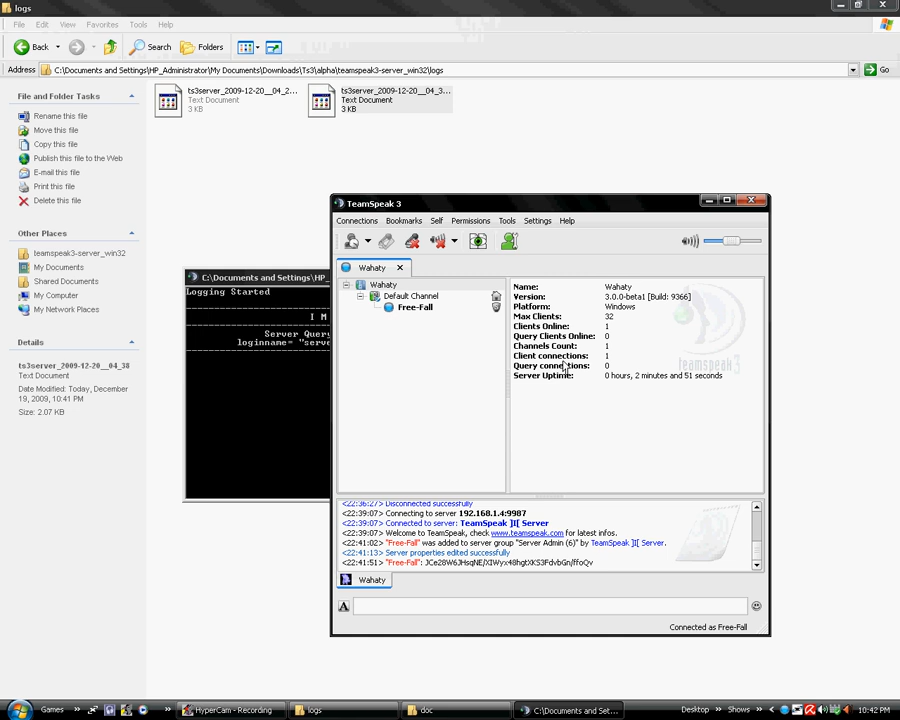 logs
File Edit View Favorites Tools Help
Back Search Folders
Address C:\Documents and Settings\HP_Administrator\My Documents\Downloads\Ts3\alpha\teamspeak3-server_win32\logs Go
File and Folder Tasks
Rename this file
Move this file
Copy this file
Publish this file to the Web
E-mail this file
Print this file
Delete this file
Other Places
teamspeak3-server_win32
My Documents
Shared Documents
My Computer
My Network Places
Details
ts3server_2009-12-20__04_38
Text Document
Date Modified: Today, December
19, 2009, 10:41 PM
Size: 2.07 KB
ts3server_2009-12-20__04_2...
Text Document
3 KB
ts3server_2009-12-20__04_3...
Text Document
3 KB
C:\Documents and Settings\HP_
Logging Started
I M
Server Query
loginname= "serve
TeamSpeak 3
Connections Bookmarks Self Permissions Tools Settings Help
Wahaty
Wahaty
Default Channel
Free-Fall
Name: Wahaty
Version: 3.0.0-beta1 [Build: 9366]
Platform: Windows
Max Clients: 32
Clients Online: 1
Query Clients Online: 0
Channels Count: 1
Client connections: 1
Query connections: 0
Server Uptime: 0 hours, 2 minutes and 51 seconds
teamspeak3
<22:36:27> Disconnected successfully
<22:39:07> Connecting to server 192.168.1.4:9987
<22:39:07> Connected to server: TeamSpeak ]I[ Server
<22:39:07> Welcome to TeamSpeak, check www.teamspeak.com for latest infos.
<22:41:02> "Free-Fall" was added to server group "Server Admin (6)" by TeamSpeak ]I[ Server.
<22:41:13> Server properties edited successfully
<22:41:51> "Free-Fall": JCe28W6JHsqNE/XIWyx48hgtXKS3FdvbGn/ffoQv
Wahaty
Connected as Free-Fall
Games HyperCam - Recording logs doc C:\Documents and Set... Desktop Shows 10:42 PM